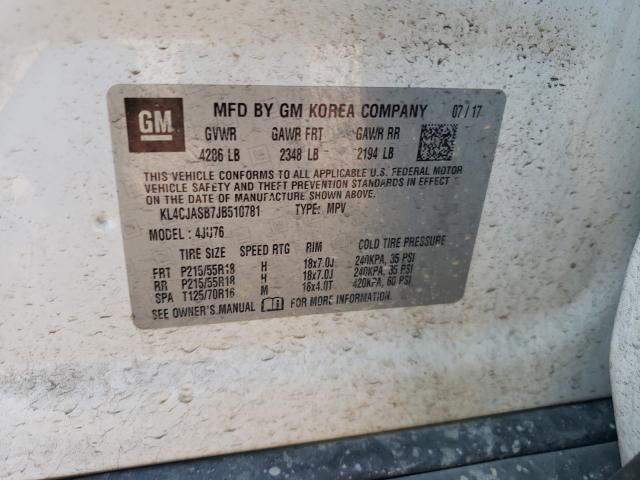 GM
MFD BY GM KOREA COMPANY 07/17
GVWR GAWR FRT GAWR RR
4286 LB 2348 LB 2194 LB
THIS VEHICLE CONFORMS TO ALL APPLICABLE U.S. FEDERAL MOTOR
VEHICLE SAFETY AND THEFT PREVENTION STANDARDS IN EFFECT
ON THE DATE OF MANUFACTURE SHOWN ABOVE.
KL4CJASB7JB510781 TYPE: MPV
MODEL: 4JU76
TIRE SIZE SPEED RTG RIM COLD TIRE PRESSURE
FRT P215/55R18 H 18x7.0J 240KPA, 35 PSI
RR P215/55R18 H 18x7.0J 240KPA, 35 PSI
SPA T125/70R16 M 16x4.0T 420KPA, 60 PSI
SEE OWNER'S MANUAL FOR MORE INFORMATION.